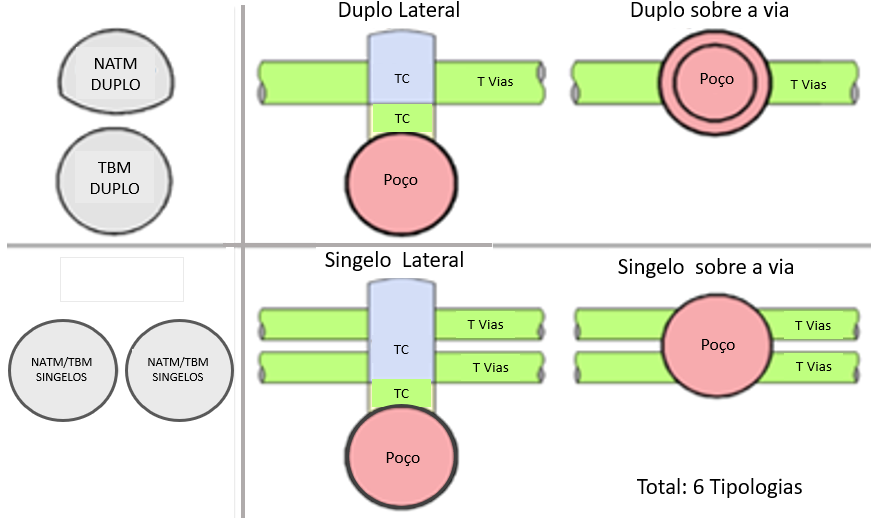 Duplo Lateral
Duplo sobre a via
NATM
DUPLO
TBM
DUPLO
TC
T Vias
TC
Poço
Poço
T Vias
Singelo Lateral
Singelo sobre a via
NATM/TBM
SINGELOS
NATM/TBM
SINGELOS
T Vias
TC
T Vias
TC
Poço
T Vias
Poço
T Vias
Total: 6 Tipologias